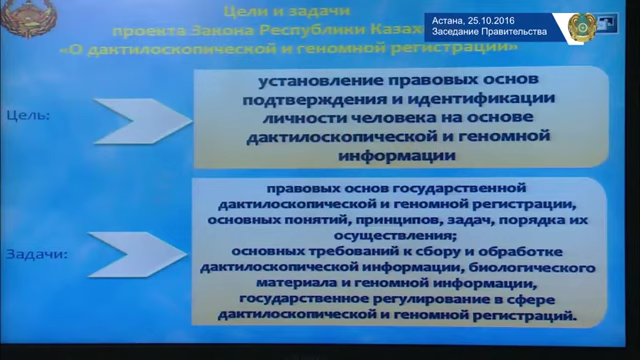 Астана, 25.10.2016
Заседание Правительства
Цели и задачи
проекта Закона Республики Казах
«О дактилоскопической и геномной регистрации»
Цель:
установление правовых основ
подтверждения и идентификации
личности человека на основе
дактилоскопической и геномной
информации
Задачи:
правовых основ государственной
дактилоскопической и геномной регистрации,
основных понятий, принципов, задач, порядка их
осуществления;
основных требований к сбору и обработке
дактилоскопической информации, биологического
материала и геномной информации,
государственное регулирование в сфере
дактилоскопической и геномной регистраций.